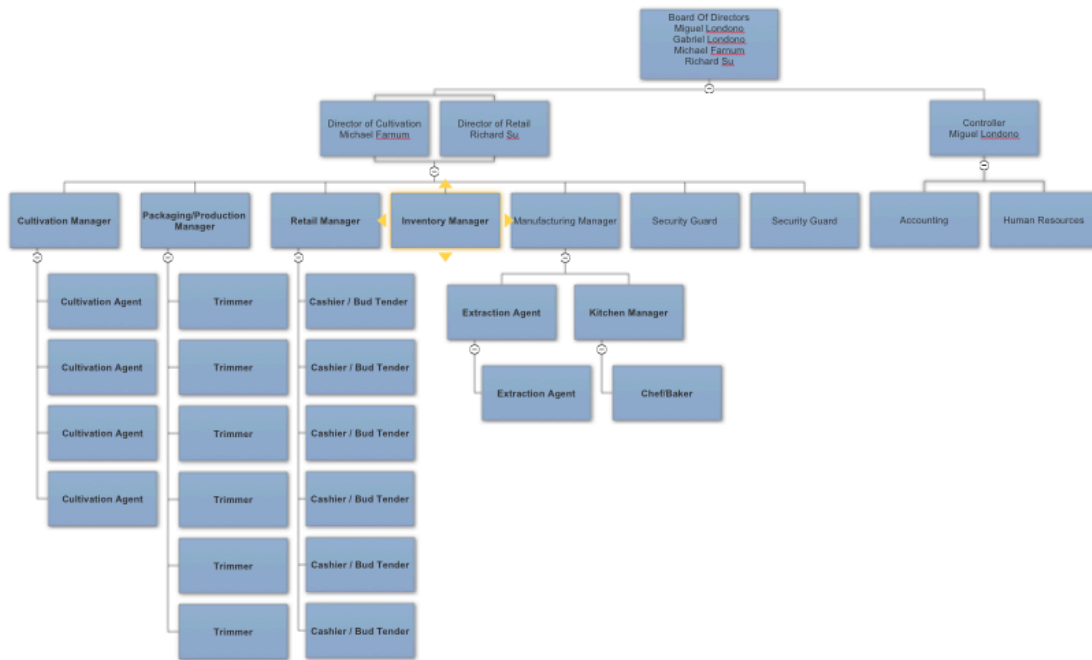 Board Of Directors
Miguel Londono
Gabriel Londono
Michael Farnum
Richard Su
Director of Cultivation
Michael Farnum
Director of Retail
Richard Su
Controller
Miguel Londono
Cultivation Manager
Packaging/Production
Manager
Retail Manager
Inventory Manager
Manufacturing Manager
Security Guard
Security Guard
Accounting
Human Resources
Cultivation Agent
Trimmer
Cashier / Bud Tender
Extraction Agent
Kitchen Manager
Cultivation Agent
Trimmer
Cashier / Bud Tender
Extraction Agent
Chef/Baker
Cultivation Agent
Trimmer
Cashier / Bud Tender
Cultivation Agent
Trimmer
Cashier / Bud Tender
Trimmer
Cashier / Bud Tender
Trimmer
Cashier / Bud Tender